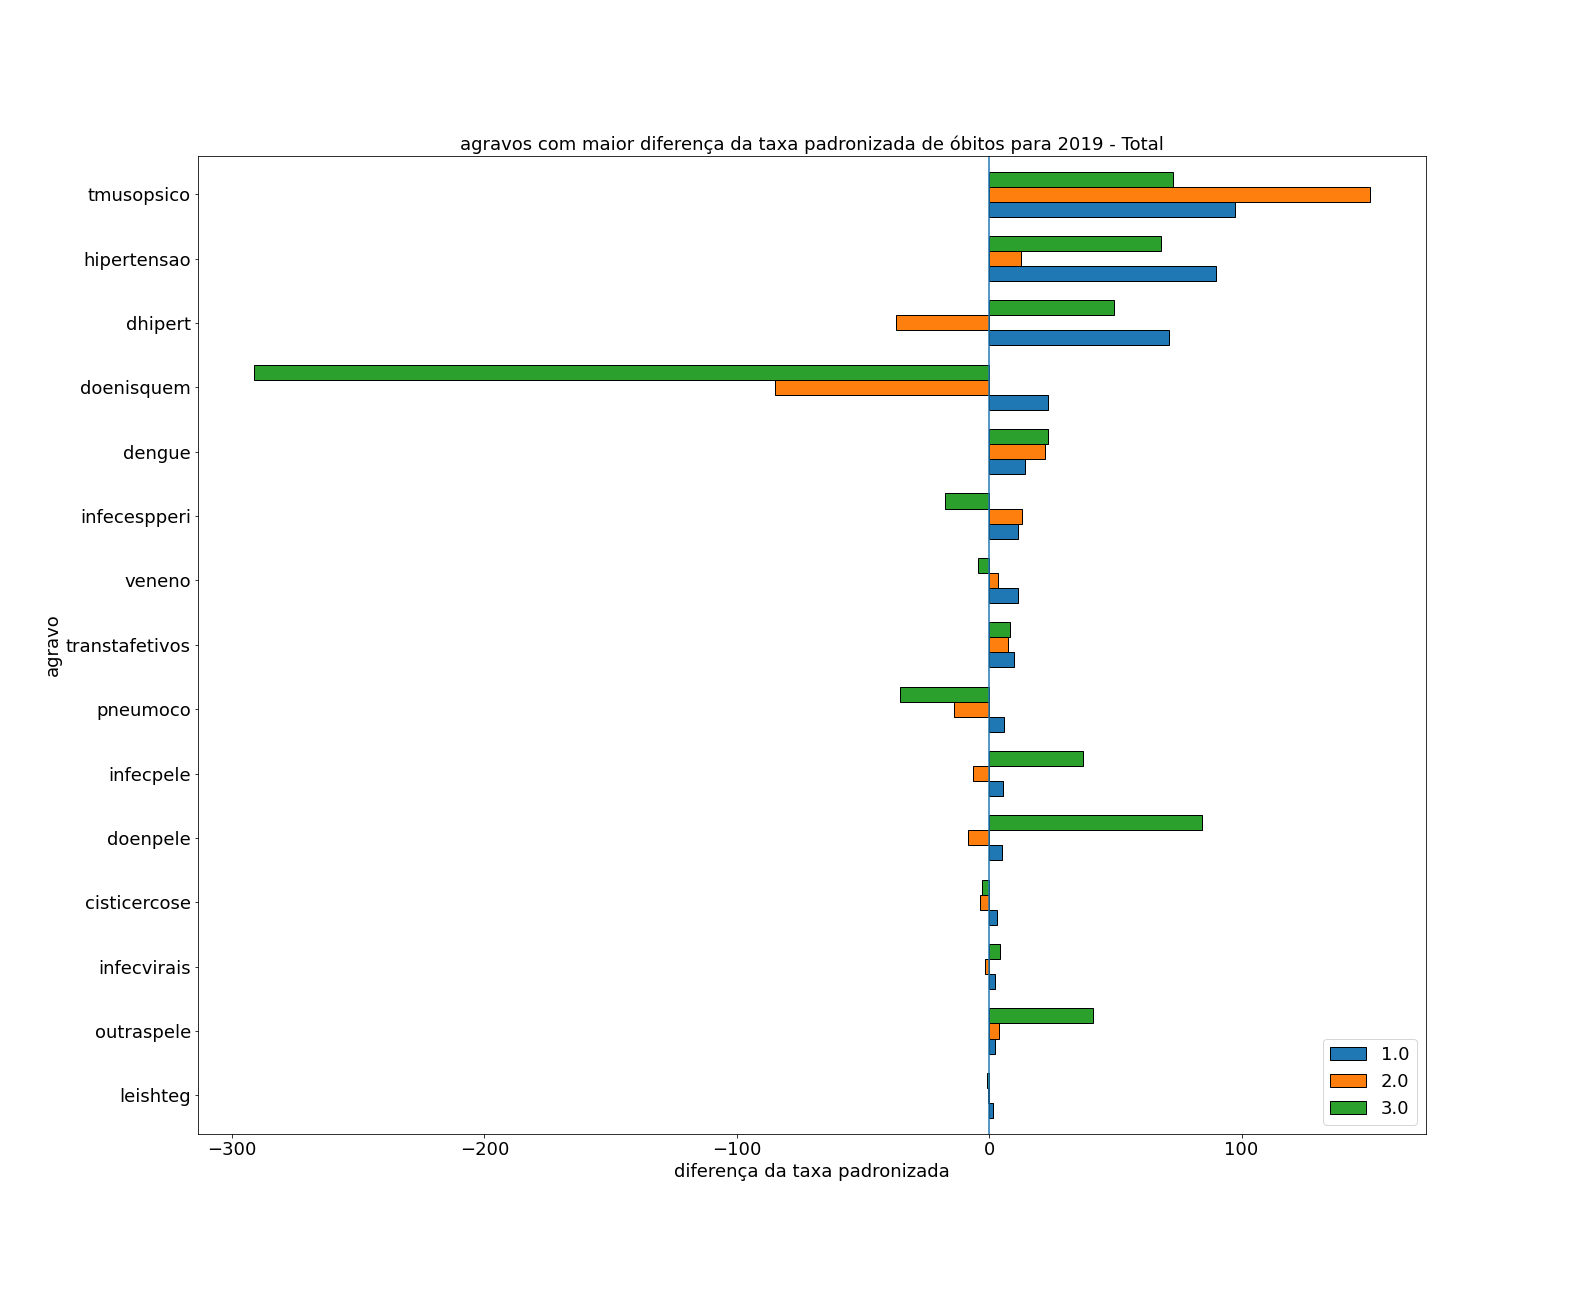 agravos com maior diferença da taxa padronizada de óbitos para 2019 - Total
tmusopsico
hipertensao
dhipert
doenisquem
dengue
infecespperi
veneno
transtafetivos
pneumoco
infecpele
doenpele
cisticercose
infecvirais
outraspele
leishteg
agravo
1.0
2.0
3.0
−300 −200 −100 0 100
diferença da taxa padronizada